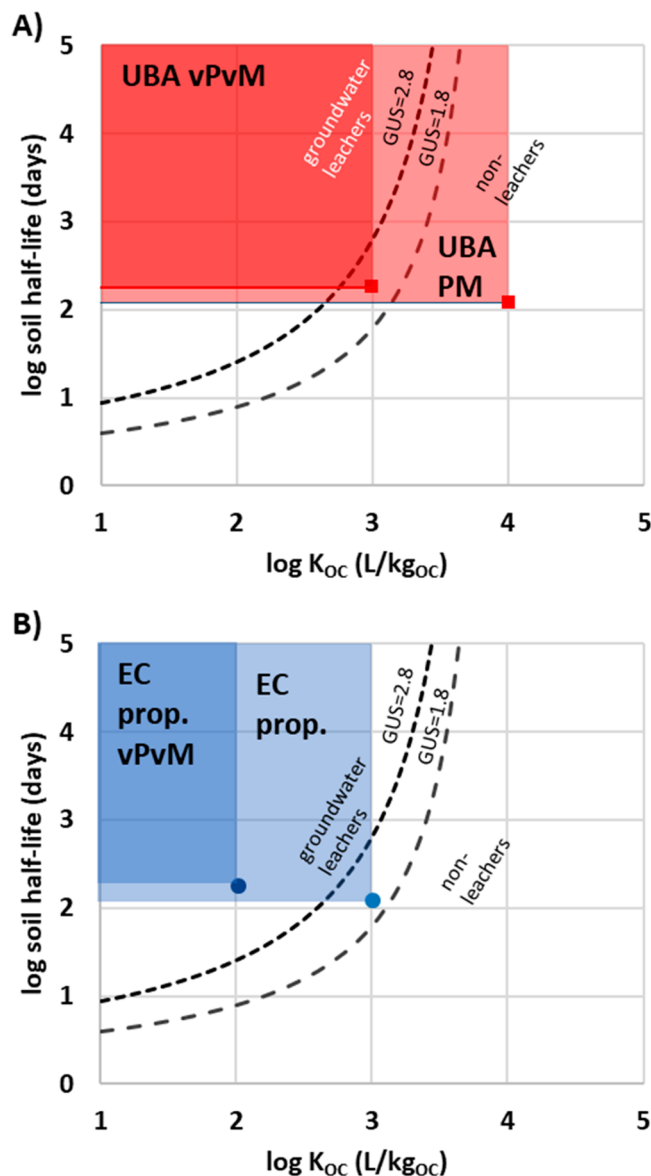 A)
5
4
3
2
1
0
log soil half-life (days)
UBA vPvM
groundwater
leachers
GUS=2.8
GUS=1.8
non-
leachers
UBA
PM
1 2 3 4 5
log KOC (L/kgOC)
B)
5
4
3
2
1
0
log soil half-life (days)
EC
prop.
vPvM
EC
prop.
groundwater
leachers
GUS=2.8
GUS=1.8
non-
leachers
1 2 3 4 5
log KOC (L/kgOC)